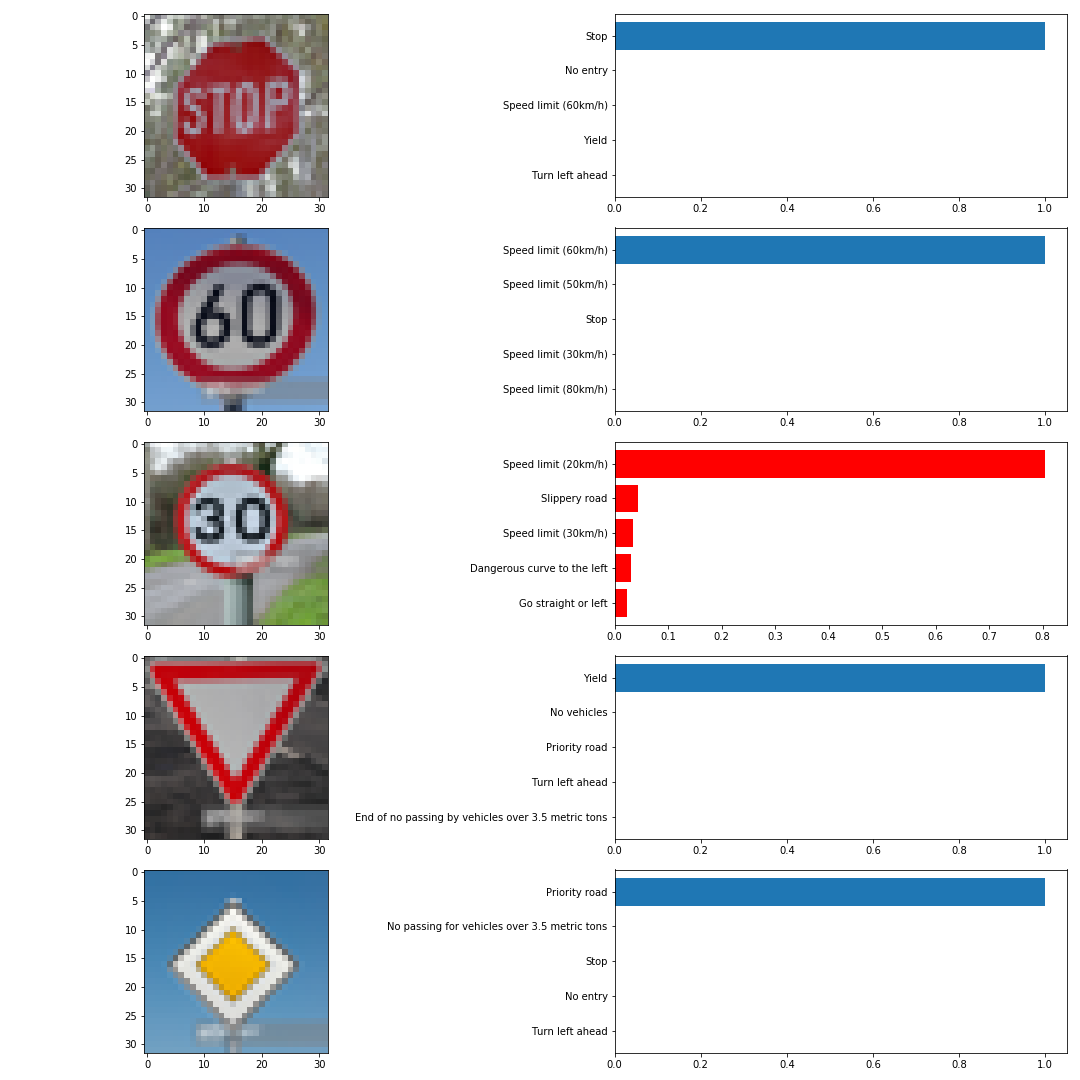 0
5
10
15
20
25
30
0 10 20 30
STOP
Stop
No entry
Speed limit (60km/h)
Yield
Turn left ahead
0.0 0.2 0.4 0.6 0.8 1.0
0
5
10
15
20
25
30
0 10 20 30
60
Speed limit (60km/h)
Speed limit (50km/h)
Stop
Speed limit (30km/h)
Speed limit (80km/h)
0.0 0.2 0.4 0.6 0.8 1.0
0
5
10
15
20
25
30
0 10 20 30
30
Speed limit (20km/h)
Slippery road
Speed limit (30km/h)
Dangerous curve to the left
Go straight or left
0.0 0.1 0.2 0.3 0.4 0.5 0.6 0.7 0.8
0
5
10
15
20
25
30
0 10 20 30
Yield
No vehicles
Priority road
Turn left ahead
End of no passing by vehicles over 3.5 metric tons
0.0 0.2 0.4 0.6 0.8 1.0
0
5
10
15
20
25
30
0 10 20 30
Priority road
No passing for vehicles over 3.5 metric tons
Stop
No entry
Turn left ahead
0.0 0.2 0.4 0.6 0.8 1.0